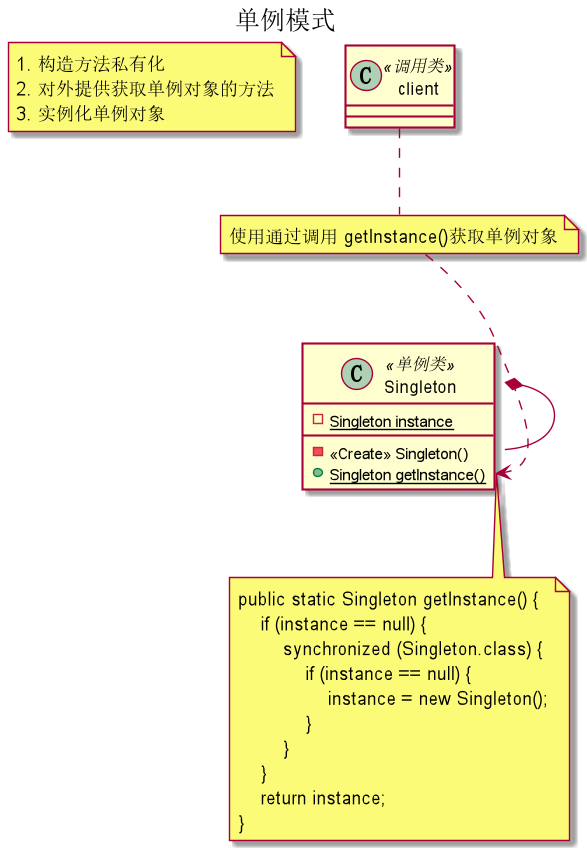 单例模式
1. 构造方法私有化
2. 对外提供获取单例对象的方法
3. 实例化单例对象
C
«调用类»
client
使用通过调用 getInstance()获取单例对象
C
«单例类»
Singleton
Singleton instance
«Create» Singleton()
Singleton getInstance()
public static Singleton getInstance() {
if (instance == null) {
synchronized (Singleton.class) {
if (instance == null) {
instance = new Singleton();
}
}
}
return instance;
}